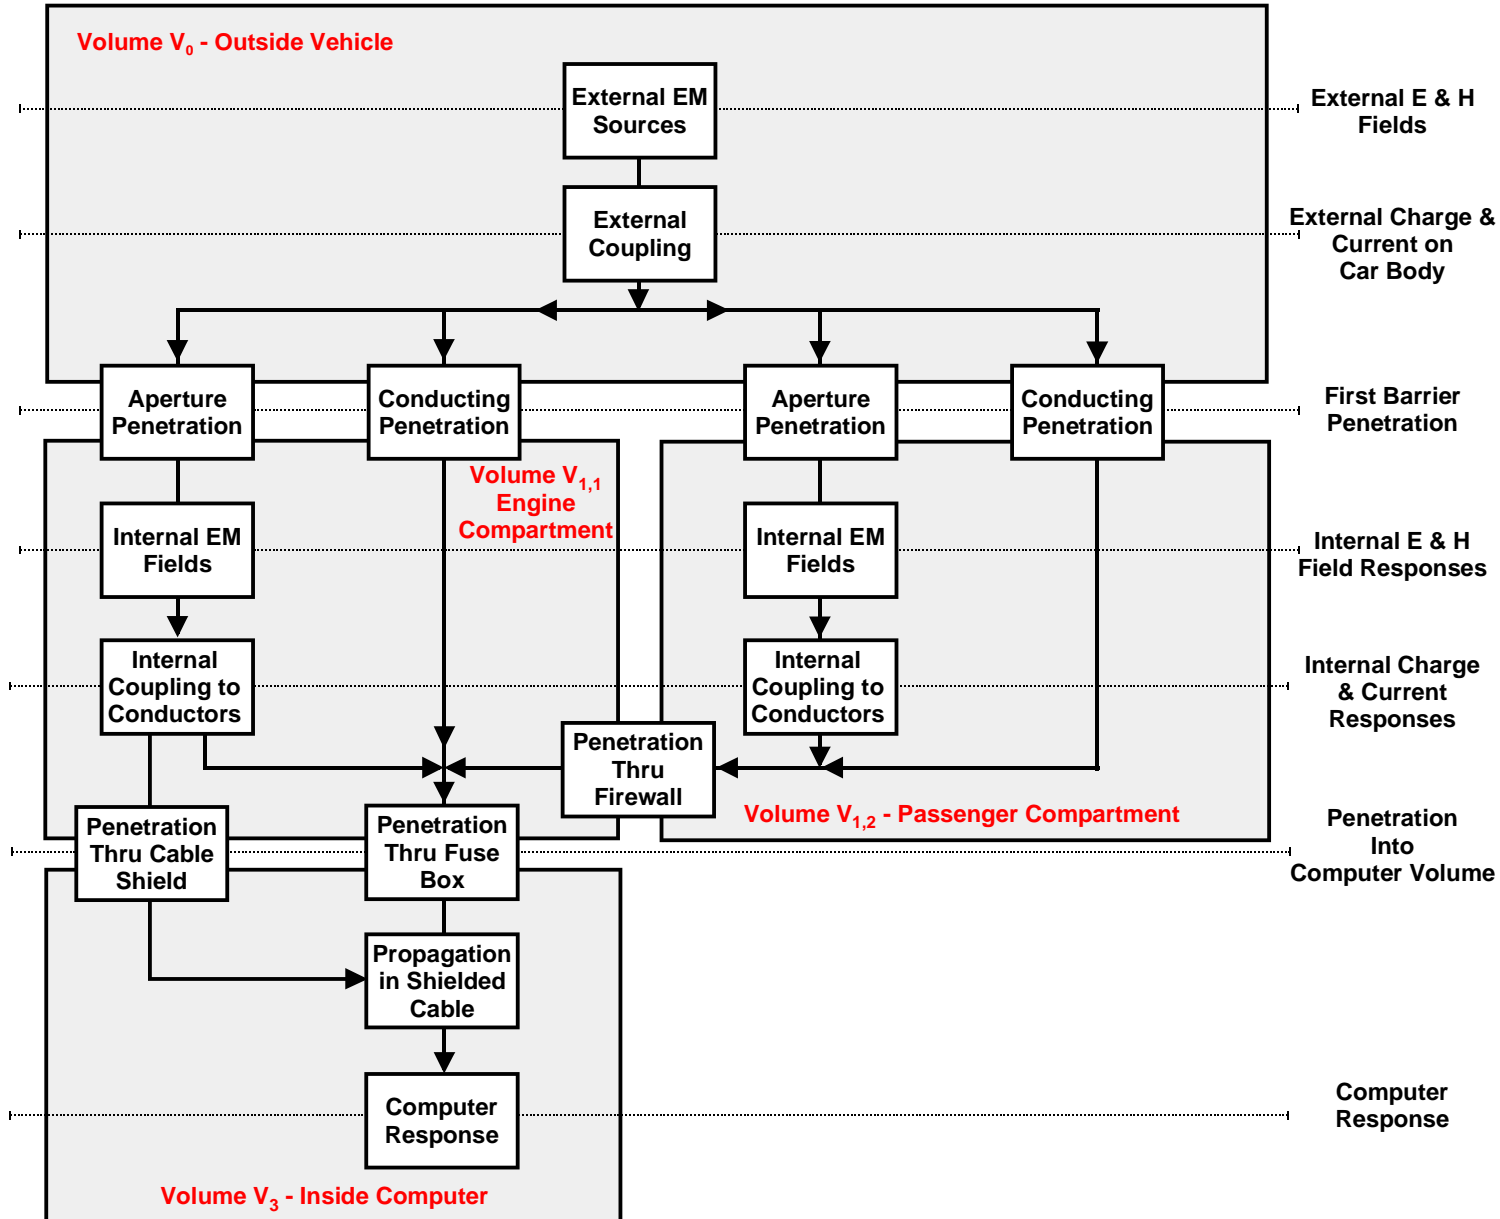 Volume V0 - Outside Vehicle
External EM
Sources
External E & H
Fields
External
Coupling
External Charge &
Current on
Car Body
Aperture
Penetration
Conducting
Penetration
Aperture
Penetration
Conducting
Penetration
First Barrier
Penetration
Volume V1,1
Engine
Compartment
Internal EM
Fields
Internal EM
Fields
Internal E & H
Field Responses
Internal
Coupling to
Conductors
Internal
Coupling to
Conductors
Internal Charge
& Current
Responses
Penetration
Thru
Firewall
Volume V1,2 - Passenger Compartment
Penetration
Thru Cable
Shield
Penetration
Thru Fuse
Box
Penetration
Into
Computer Volume
Propagation
in Shielded
Cable
Computer
Response
Computer
Response
Volume V3 - Inside Computer